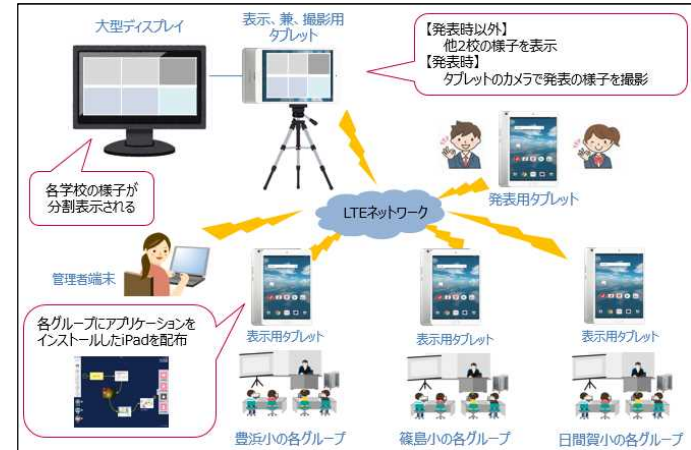 大型ディスプレイ
表示、兼、撮影用
タブレット
【発表時以外】
他2校の様子を表示
【発表時】
タブレットのカメラで発表の様子を撮影
各学校の様子が
分割表示される
発表用タブレット
LTEネットワーク
管理者端末
各グループにアプリケーションを
インストールしたiPadを配布
表示用タブレット
表示用タブレット
表示用タブレット
豊浜小の各グループ
篠島小の各グループ
日間賀小の各グループ